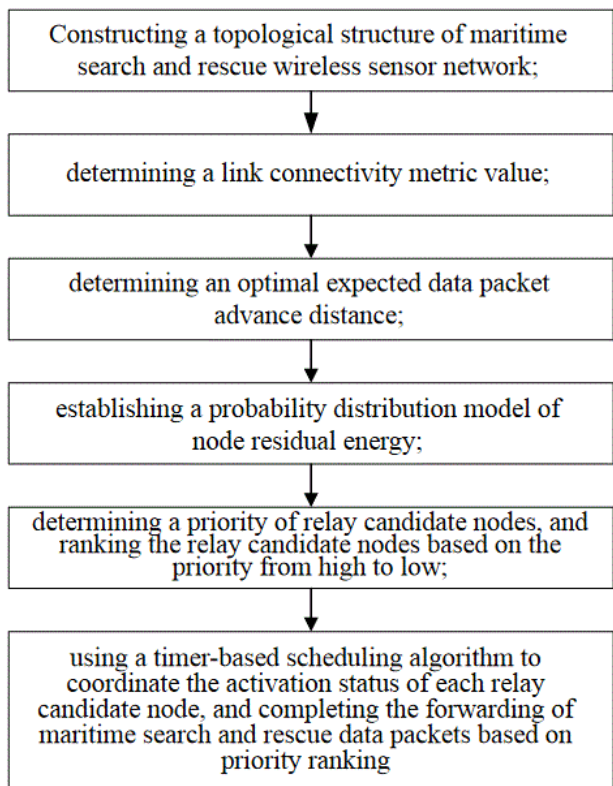 Constructing a topological structure of maritime
search and rescue wireless sensor network;
determining a link connectivity metric value;
determining an optimal expected data packet
advance distance;
establishing a probability distribution model of
node residual energy;
determining a priority of relay candidate nodes, and
ranking the relay candidate nodes based on the
priority from high to low;
using a timer-based scheduling algorithm to
coordinate the activation status of each relay
candidate node, and completing the forwarding of
maritime search and rescue data packets based on
priority ranking